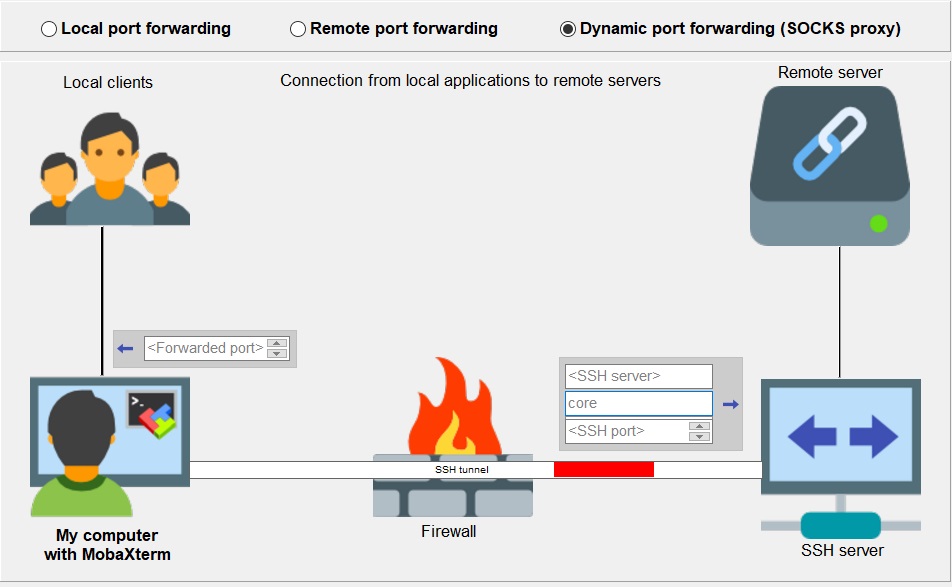 Local port forwarding
Remote port forwarding
Dynamic port forwarding (SOCKS proxy)
Local clients
Connection from local applications to remote servers
Remote server
<Forwarded port>
<SSH server>
core
<SSH port>
>_
SSH tunnel
My computer
with MobaXterm
Firewall
SSH server